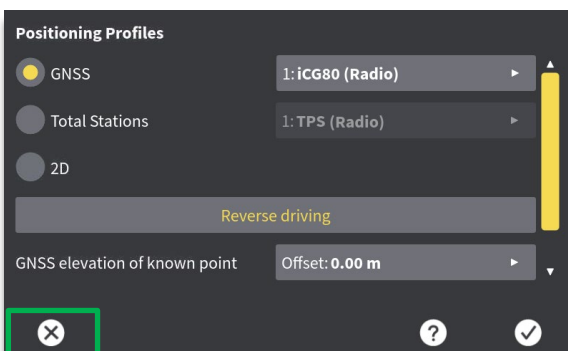 Positioning Profiles
GNSS 1: iCG80 (Radio)
Total Stations 1: TPS (Radio)
2D
Reverse driving
GNSS elevation of known point Offset: 0.00 m
?